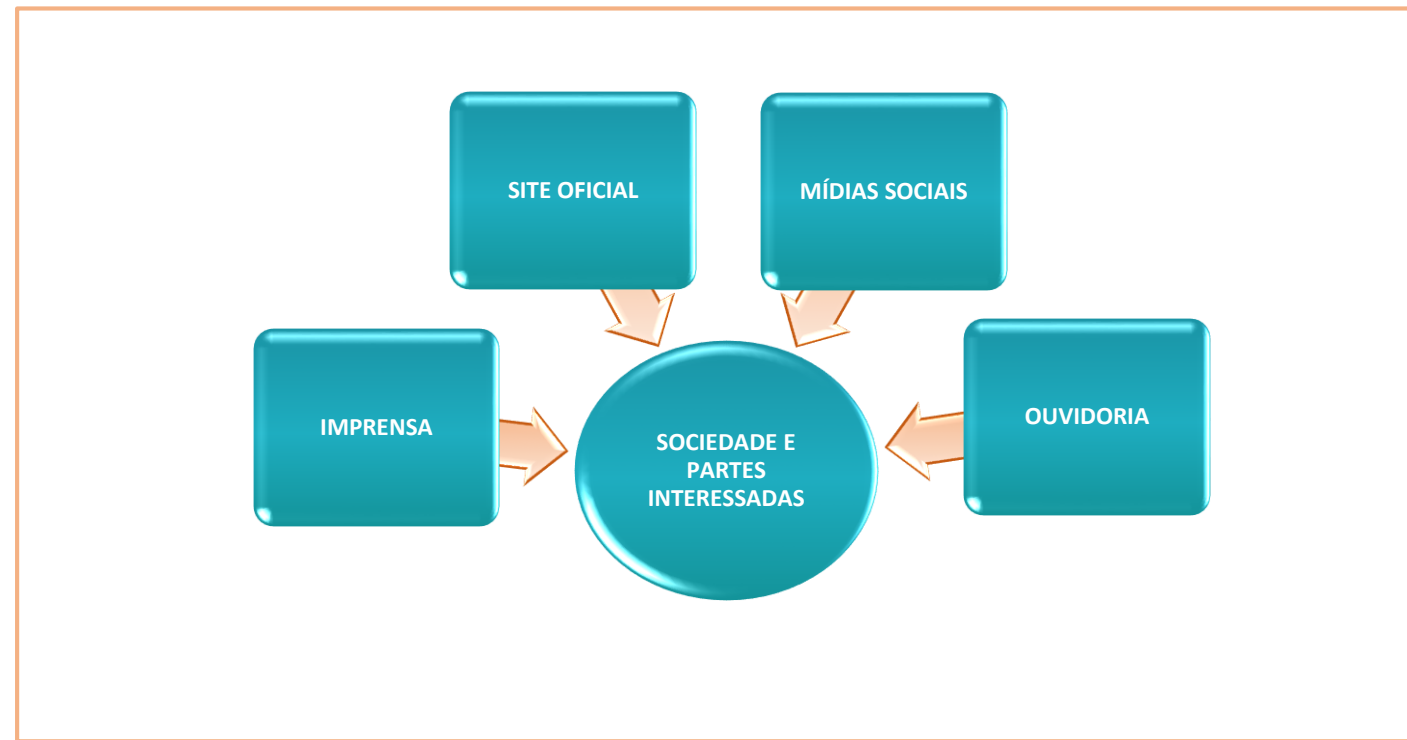 SITE OFICIAL
MÍDIAS SOCIAIS
IMPRENSA
OUVIDORIA
SOCIEDADE E
PARTES
INTERESSADAS